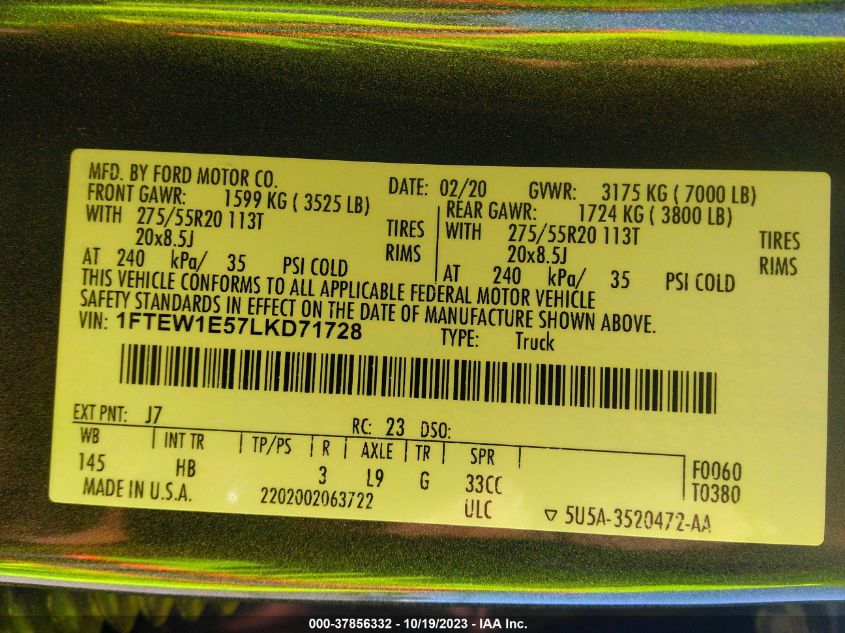 MFD. BY FORD MOTOR CO.
DATE: 02/20 GVWR: 3175 KG ( 7000 LB)
FRONT GAWR: 1599 KG ( 3525 LB)
REAR GAWR: 1724 KG ( 3800 LB)
WITH 275/55R20 113T TIRES
WITH 275/55R20 113T TIRES
20x8.5J RIMS
20x8.5J RIMS
AT 240 kPa/ 35 PSI COLD
AT 240 kPa/ 35 PSI COLD
THIS VEHICLE CONFORMS TO ALL APPLICABLE FEDERAL MOTOR VEHICLE
SAFETY STANDARDS IN EFFECT ON THE DATE OF MANUFACTURE SHOWN ABOVE.
VIN: 1FTEW1E57LKD71728
TYPE: Truck
EXT PNT: J7 RC: 23 DSO:
WB INT TR TP/PS R AXLE TR SPR
145 HB 3 L9 G 33CC
F0060
T0380
MADE IN U.S.A. 2202002063722 ULC ▽ 5U5A-3520472-AA
000-37856332 - 10/19/2023 - IAA Inc.